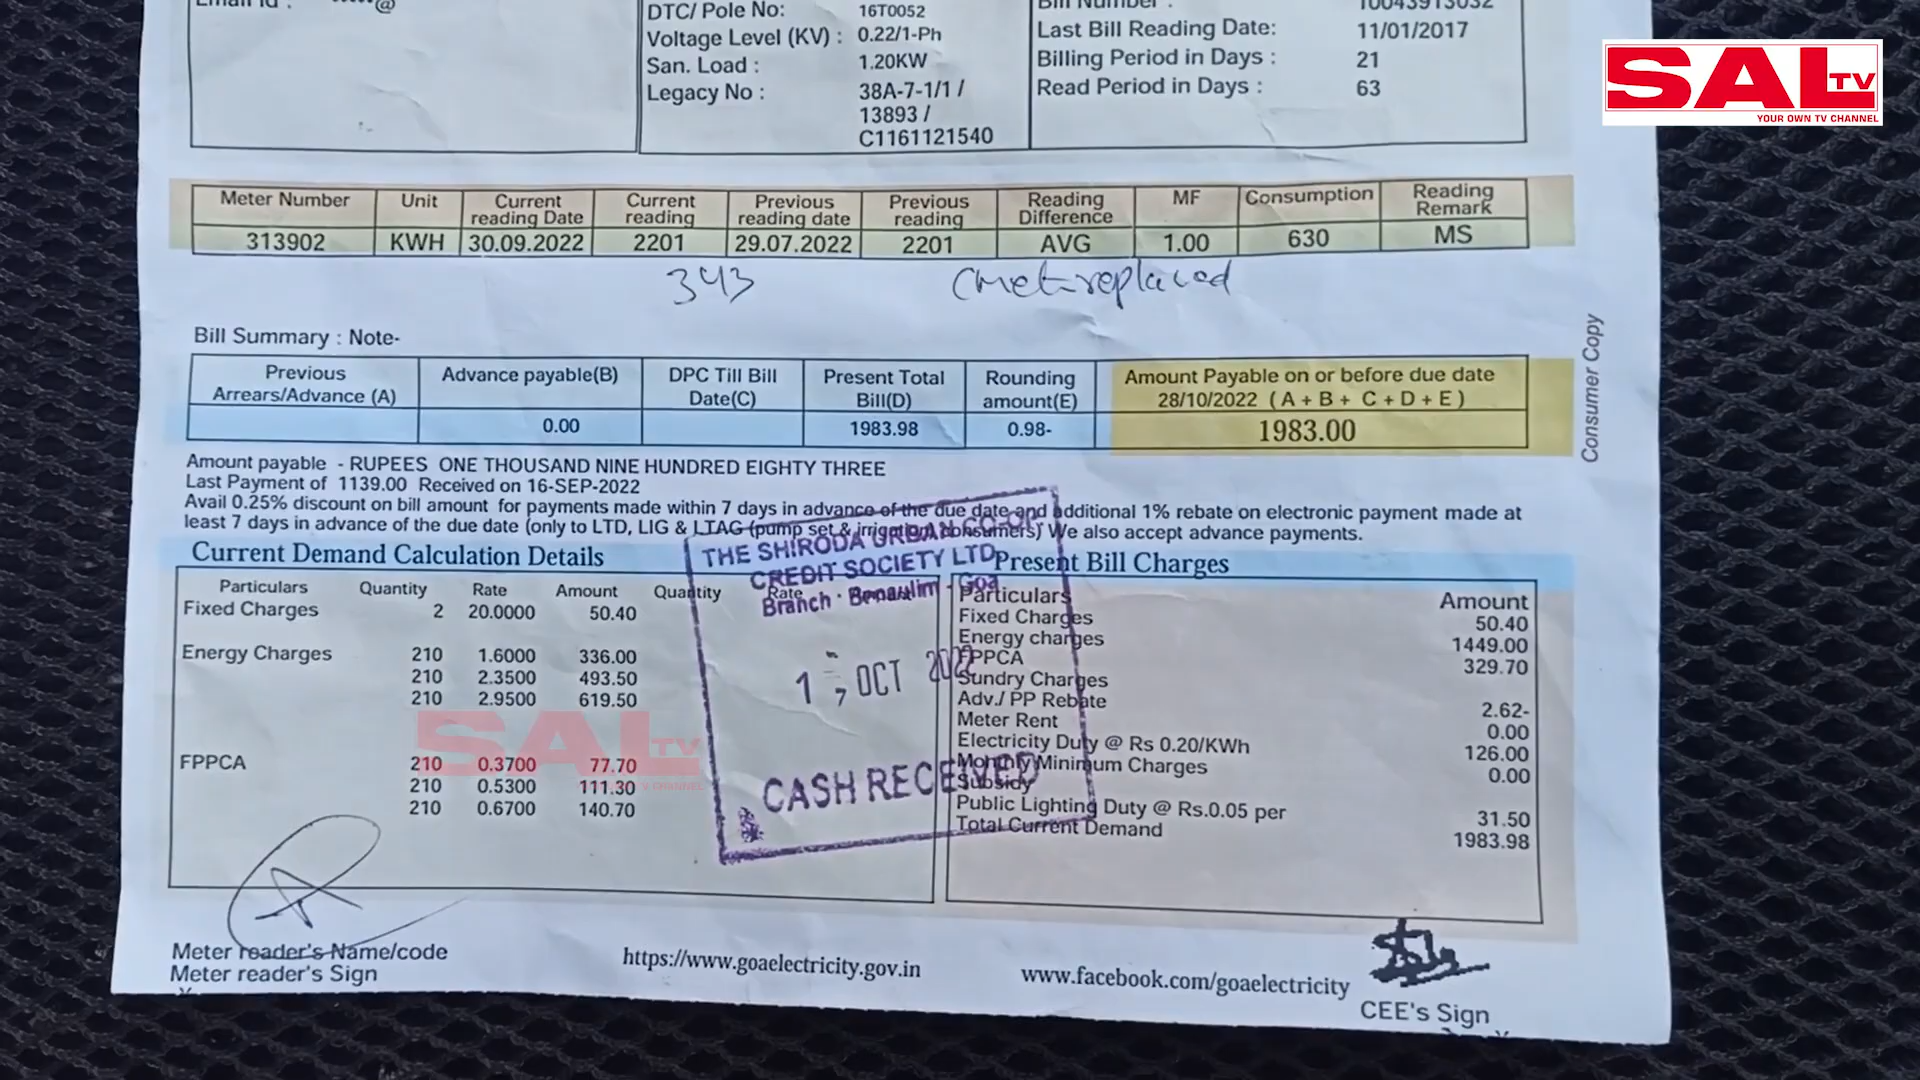 DTC/ Pole No: 16T0052
Voltage Level (KV) : 0.22/1-Ph
San. Load : 1.20KW
Legacy No : 38A-7-1/1 /
13893 /
C1161121540
Last Bill Reading Date: 11/01/2017
Billing Period in Days : 21
Read Period in Days : 63
SAL TV
YOUR OWN TV CHANNEL
Meter Number Unit Current reading Date Current reading Previous reading date Previous reading Reading Difference MF Consumption Reading Remark
313902 KWH 30.09.2022 2201 29.07.2022 2201 AVG 1.00 630 MS
343
Bill Summary : Note-
Previous Arrears/Advance (A) Advance payable(B) DPC Till Bill Date(C) Present Total Bill(D) Rounding amount(E) Amount Payable on or before due date 28/10/2022 ( A + B + C + D + E )
0.00 1983.98 0.98- 1983.00
Consumer Copy
Amount payable - RUPEES ONE THOUSAND NINE HUNDRED EIGHTY THREE
Last Payment of 1139.00 Received on 16-SEP-2022
Avail 0.25% discount on bill amount for payments made within 7 days in advance of the due date and additional 1% rebate on electronic payment made at
least 7 days in advance of the due date (only to LTD, LIG & LTAG (pump set & irrigation consumers) We also accept advance payments.
Current Demand Calculation Details
Particulars Quantity Rate Amount Quantity Rate
Fixed Charges 2 20.0000 50.40
Energy Charges 210 1.6000 336.00
210 2.3500 493.50
210 2.9500 619.50
SAL TV
FPPCA 210 0.3700 77.70
210 0.5300 111.30
210 0.6700 140.70
THE SHIRODA URBAN CO-OP
CREDIT SOCIETY LTD
Branch - Benaulim - Goa
OCT 2022
CASH RECEIVED
Present Bill Charges
Particulars Amount
Fixed Charges 50.40
Energy charges 1449.00
FPPCA 329.70
Sundry Charges
Adv./ PP Rebate 2.62-
Meter Rent 0.00
Electricity Duty @ Rs 0.20/KWh 126.00
Monthly Minimum Charges 0.00
Subsidy
Public Lighting Duty @ Rs.0.05 per 31.50
Total Current Demand 1983.98
Meter reader's Name/code
Meter reader's Sign
https://www.goaelectricity.gov.in
www.facebook.com/goaelectricity
CEE's Sign